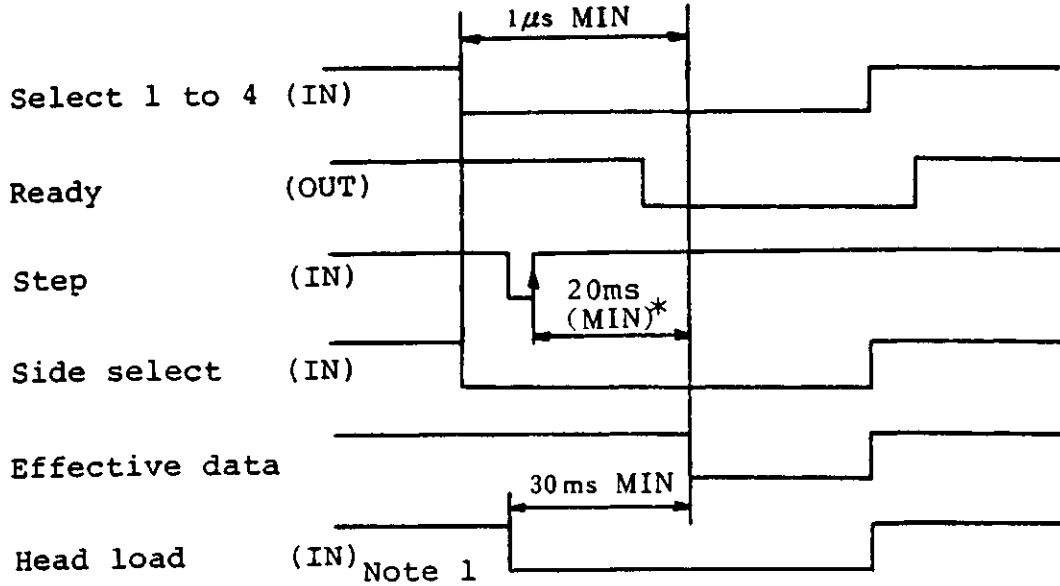 1μs MIN
Select 1 to 4 (IN)
Ready (OUT)
Step (IN)
20ms
(MIN)*
Side select (IN)
Effective data
30ms MIN
Head load (IN) Note 1